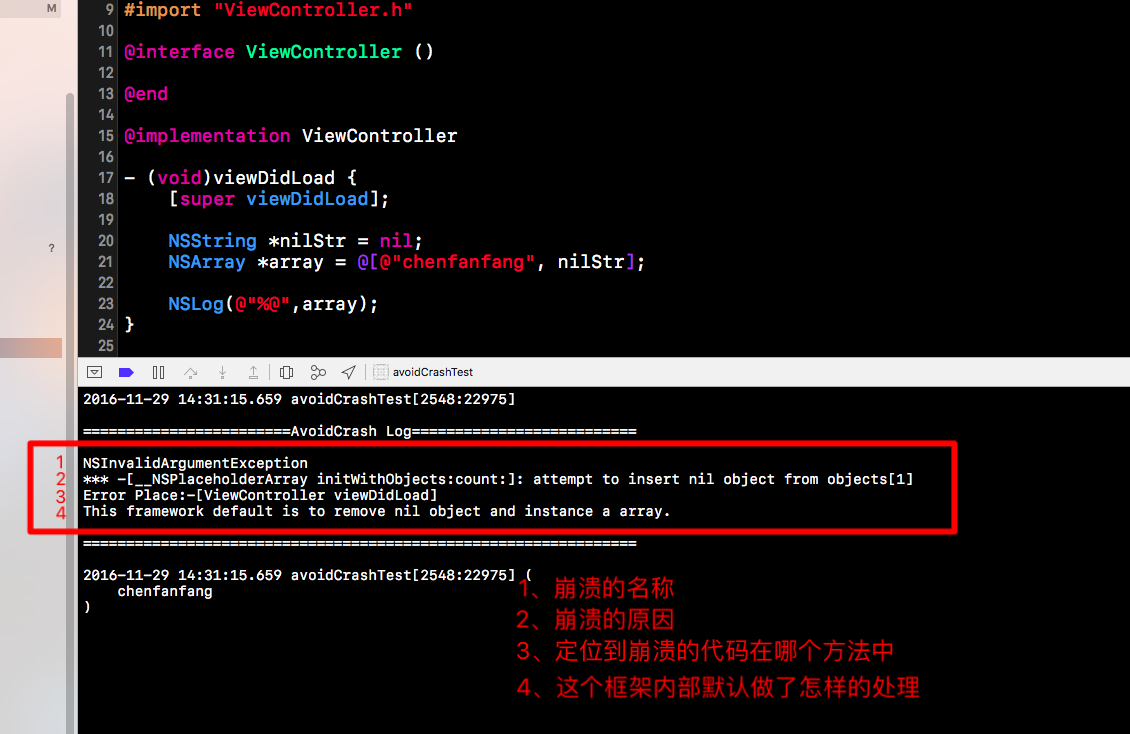 M
?
9 #import "ViewController.h"
10
11 @interface ViewController ()
12
13 @end
14
15 @implementation ViewController
16
17 - (void)viewDidLoad {
18 [super viewDidLoad];
19
20 NSString *nilStr = nil;
21 NSArray *array = @[@"chenfanfang", nilStr];
22
23 NSLog(@"%@",array);
24 }
25
avoidCrashTest
2016-11-29 14:31:15.659 avoidCrashTest[2548:22975]
========================AvoidCrash Log==========================
1 NSInvalidArgumentException
2 *** -[__NSPlaceholderArray initWithObjects:count:]: attempt to insert nil object from objects[1]
3 Error Place:-[ViewController viewDidLoad]
4 This framework default is to remove nil object and instance a array.
================================================================
2016-11-29 14:31:15.659 avoidCrashTest[2548:22975] (
chenfanfang
)
1、崩溃的名称
2、崩溃的原因
3、定位到崩溃的代码在哪个方法中
4、这个框架内部默认做了怎样的处理